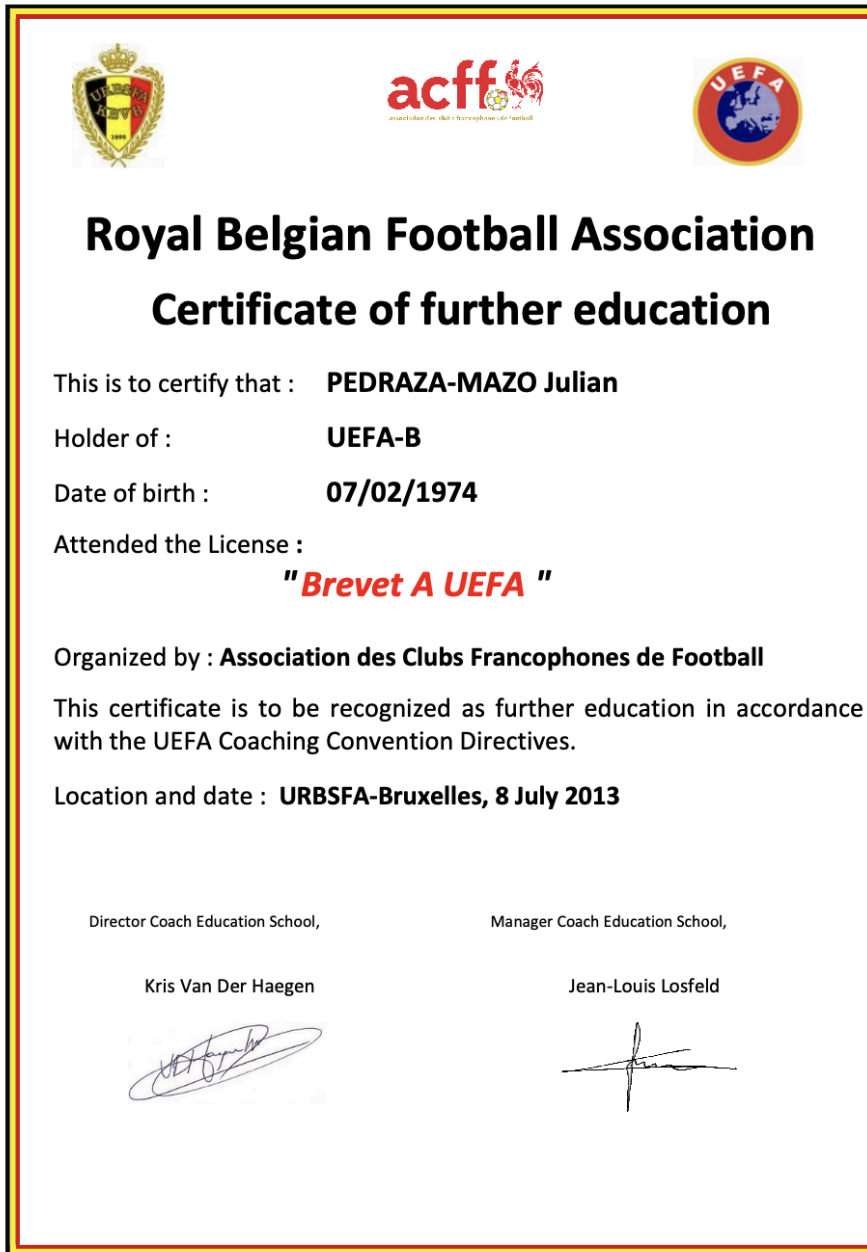 URBSFA
KBVB
1895
acff
association des clubs francophones de football
UEFA
Royal Belgian Football Association
Certificate of further education
This is to certify that : PEDRAZA-MAZO Julian
Holder of : UEFA-B
Date of birth : 07/02/1974
Attended the License :
"Brevet A UEFA "
Organized by : Association des Clubs Francophones de Football
This certificate is to be recognized as further education in accordance
with the UEFA Coaching Convention Directives.
Location and date : URBSFA-Bruxelles, 8 July 2013
Director Coach Education School, Manager Coach Education School,
Kris Van Der Haegen Jean-Louis Losfeld